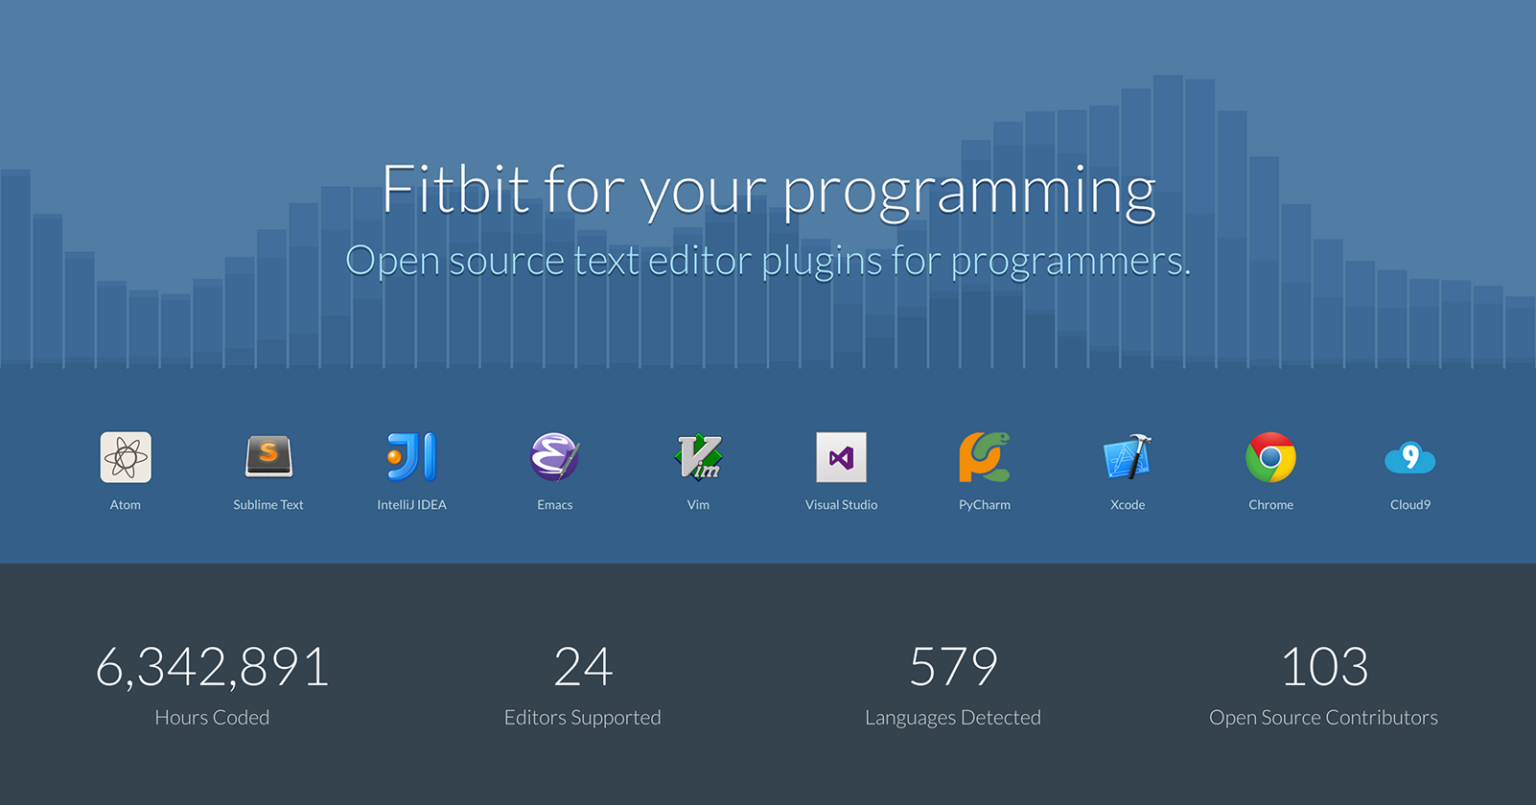 Fitbit for your programming
Open source text editor plugins for programmers.
S
Vim
9
Atom
Sublime Text
IntelliJ IDEA
Emacs
Vim
Visual Studio
PyCharm
Xcode
Chrome
Cloud9
6,342,891
24
579
103
Hours Coded
Editors Supported
Languages Detected
Open Source Contributors